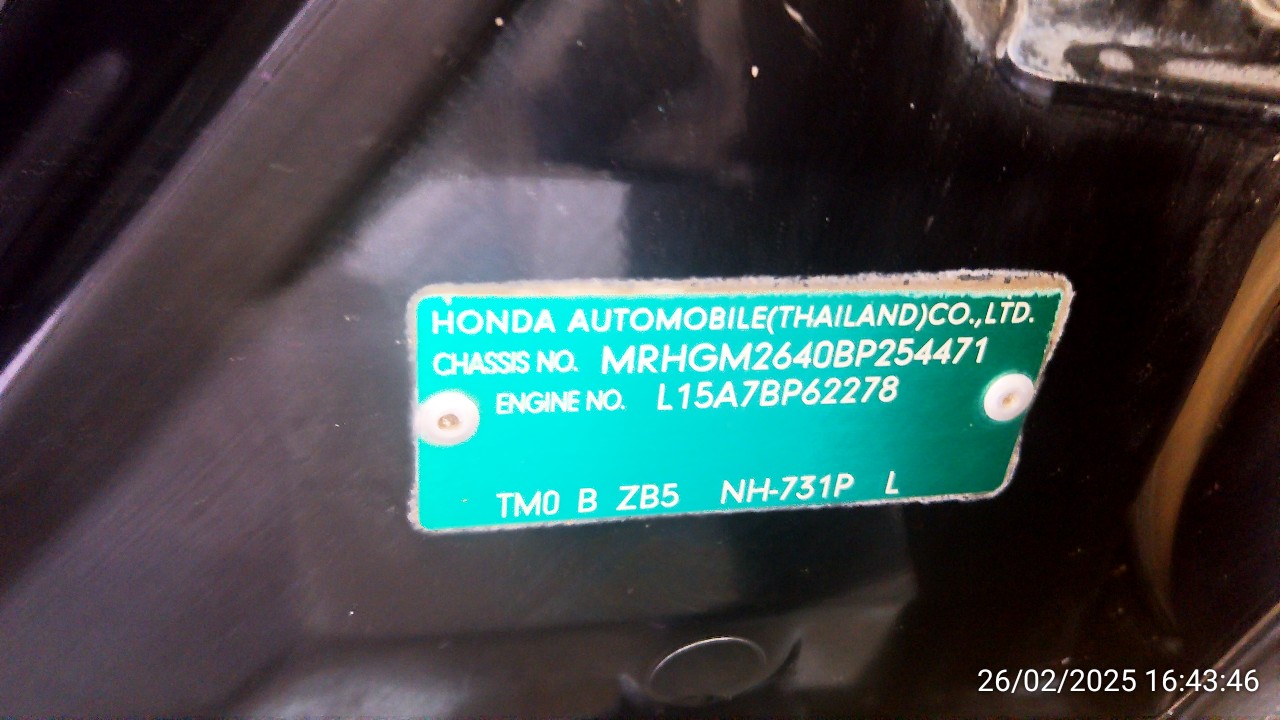 HONDA AUTOMOBILE(THAILAND)CO.,LTD.
CHASSIS NO. MRHGM2640BP254471
ENGINE NO. L15A7BP62278
TM0 B ZB5 NH-731P L
26/02/2025 16:43:46